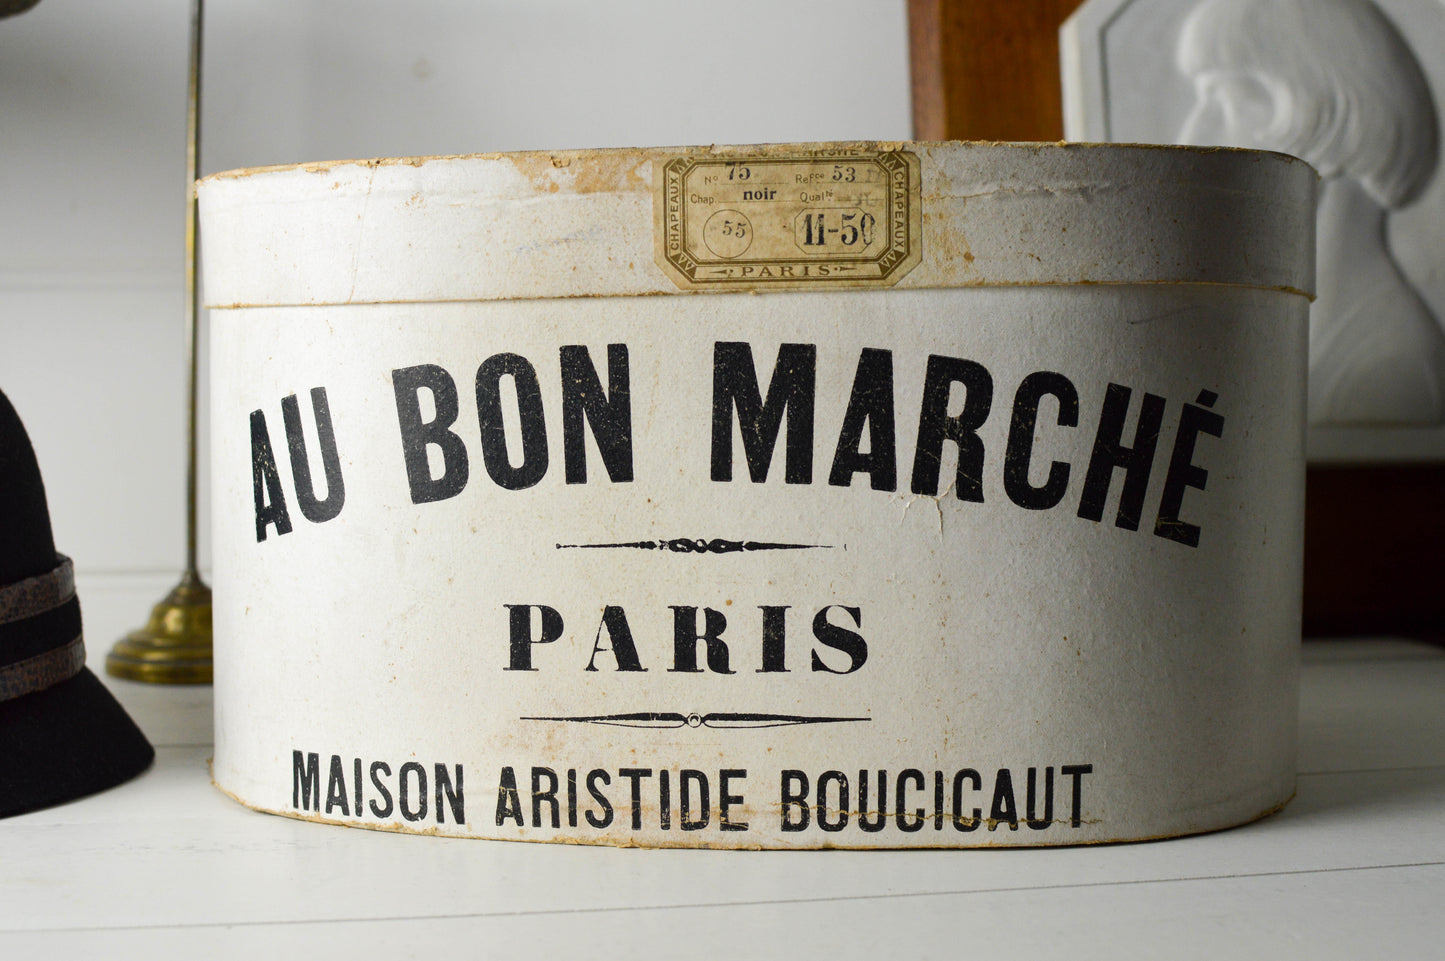 Nº 75 Refce 53
Chap. noir Qualté
55 11-50
CHAPEAUX
CHAPEAUX
PARIS
AU BON MARCHÉ
PARIS
MAISON ARISTIDE BOUCICAUT